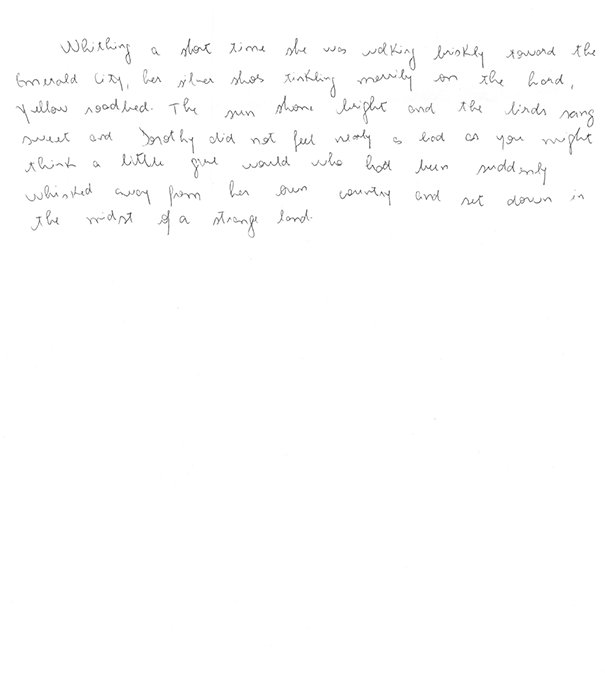 Whithing a short time she was walking briskly toward the
Emerald City, her silver shoes tinkling merrily on the hard,
yellow roadbed. The sun shone bright and the birds sang
sweet and Dorothy did not feel nearly as bad as you might
think a little girl would who had been suddenly
whisked away from her own country and set down in
the midst of a strange land.